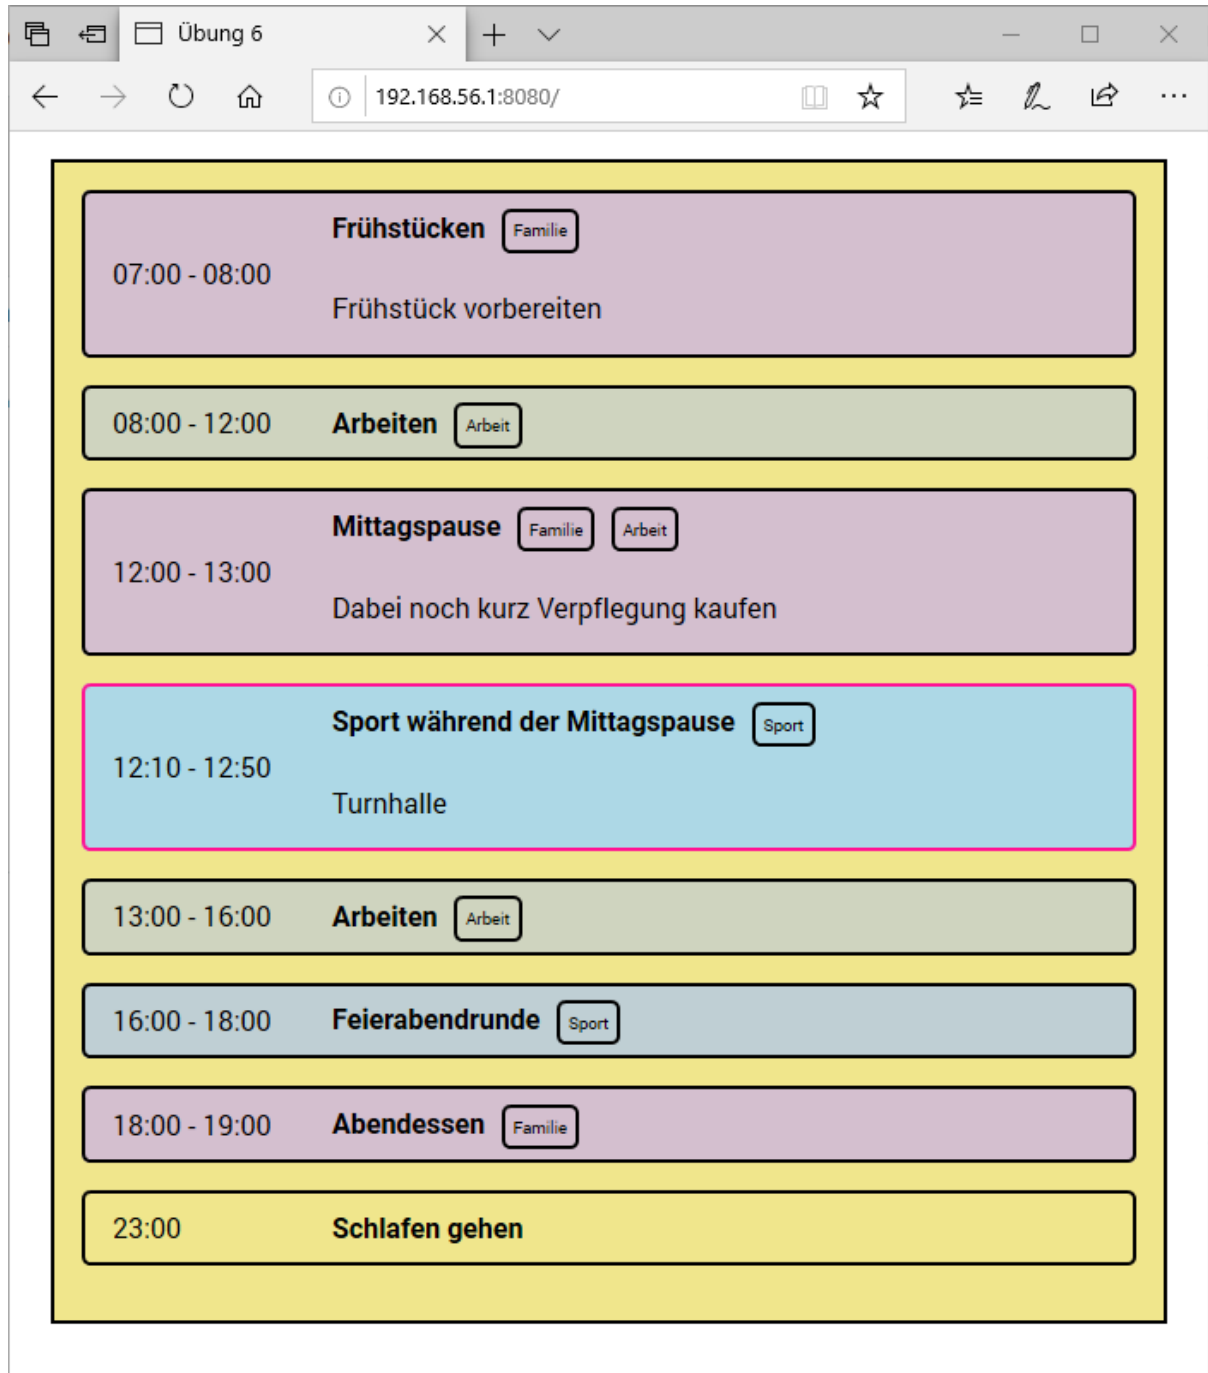 Übung 6
192.168.56.1:8080/
Frühstücken Familie
07:00 - 08:00
Frühstück vorbereiten
08:00 - 12:00 Arbeiten Arbeit
Mittagspause Familie Arbeit
12:00 - 13:00
Dabei noch kurz Verpflegung kaufen
Sport während der Mittagspause Sport
12:10 - 12:50
Turnhalle
13:00 - 16:00 Arbeiten Arbeit
16:00 - 18:00 Feierabendrunde Sport
18:00 - 19:00 Abendessen Familie
23:00 Schlafen gehen